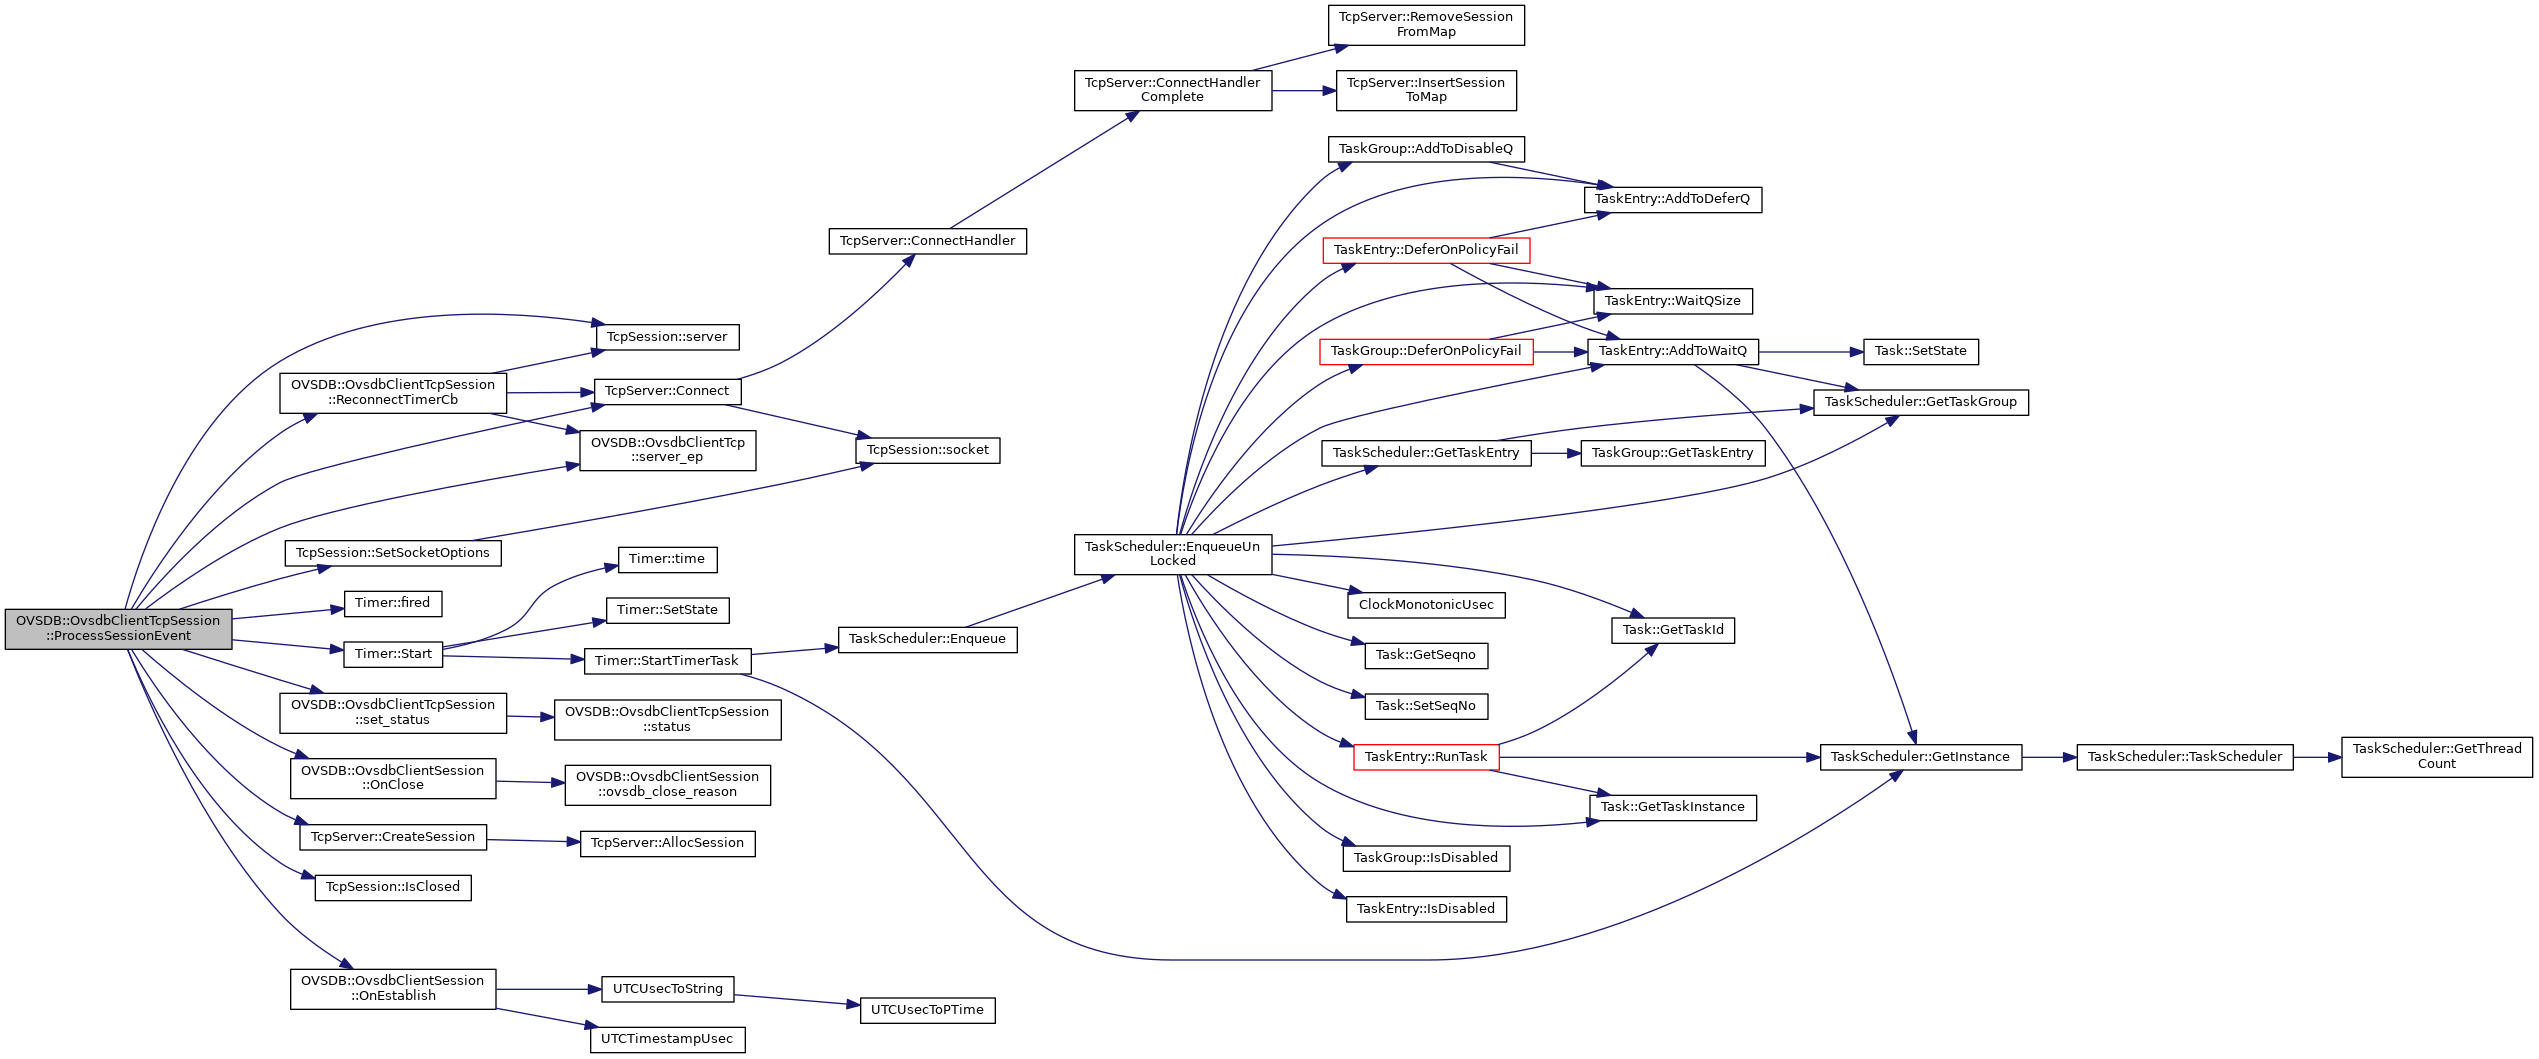 OVSDB::OvsdbClientTcpSession
::ProcessSessionEvent
TcpSession::server
OVSDB::OvsdbClientTcpSession
::ReconnectTimerCb
TcpServer::Connect
OVSDB::OvsdbClientTcp
::server_ep
TcpSession::SetSocketOptions
Timer::fired
Timer::Start
Timer::time
Timer::SetState
Timer::StartTimerTask
OVSDB::OvsdbClientTcpSession
::set_status
OVSDB::OvsdbClientTcpSession
::status
OVSDB::OvsdbClientSession
::OnClose
OVSDB::OvsdbClientSession
::ovsdb_close_reason
TcpServer::CreateSession
TcpServer::AllocSession
TcpSession::IsClosed
OVSDB::OvsdbClientSession
::OnEstablish
UTCUsecToString
UTCTimestampUsec
UTCUsecToPTime
TcpServer::ConnectHandler
TcpSession::socket
TaskScheduler::Enqueue
TcpServer::ConnectHandler
Complete
TcpServer::RemoveSession
FromMap
TcpServer::InsertSession
ToMap
TaskScheduler::EnqueueUn
Locked
TaskGroup::AddToDisableQ
TaskEntry::AddToDeferQ
TaskEntry::DeferOnPolicyFail
TaskEntry::WaitQSize
TaskGroup::DeferOnPolicyFail
TaskEntry::AddToWaitQ
Task::SetState
TaskScheduler::GetTaskGroup
TaskScheduler::GetTaskEntry
TaskGroup::GetTaskEntry
ClockMonotonicUsec
Task::GetTaskId
Task::GetSeqno
Task::SetSeqNo
TaskEntry::RunTask
TaskScheduler::GetInstance
TaskScheduler::TaskScheduler
TaskScheduler::GetThread
Count
Task::GetTaskInstance
TaskGroup::IsDisabled
TaskEntry::IsDisabled